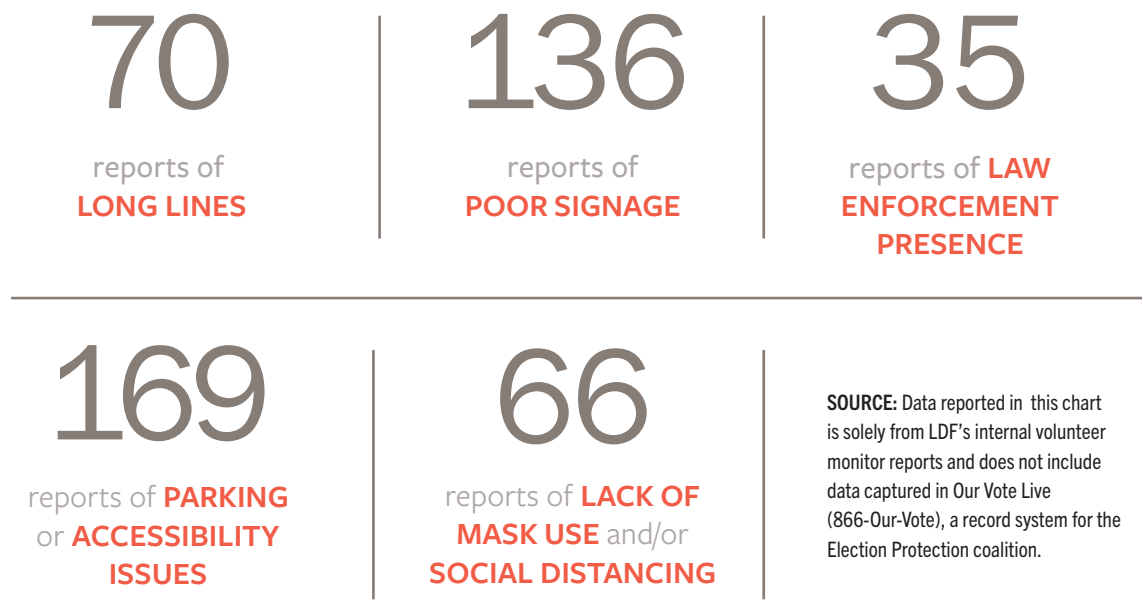 70
reports of
LONG LINES
136
reports of
POOR SIGNAGE
35
reports of LAW
ENFORCEMENT
PRESENCE
169
reports of PARKING
or ACCESSIBILITY
ISSUES
66
reports of LACK OF
MASK USE and/or
SOCIAL DISTANCING
SOURCE: Data reported in this chart
is solely from LDF's internal volunteer
monitor reports and does not include
data captured in Our Vote Live
(866-Our-Vote), a record system for the
Election Protection coalition.